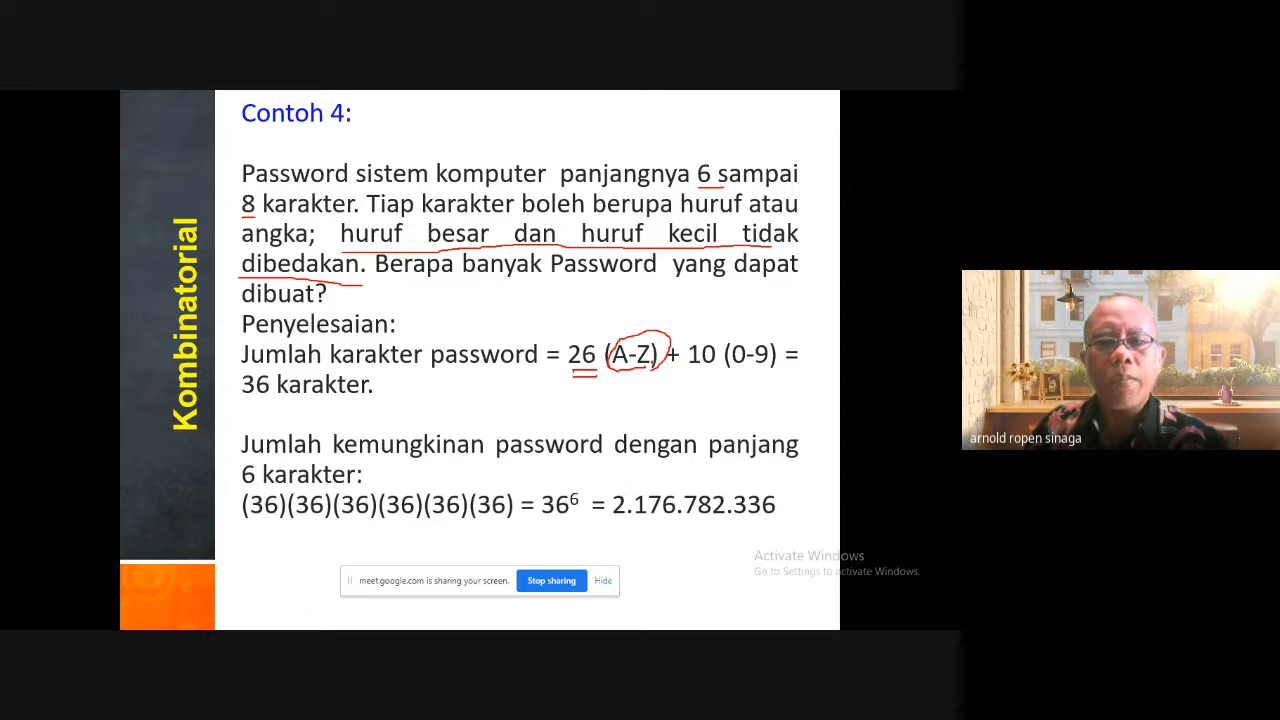 Contoh 4:
Password sistem komputer panjangnya 6 sampai
8 karakter. Tiap karakter boleh berupa huruf atau
angka; huruf besar dan huruf kecil tidak
dibedakan. Berapa banyak Password yang dapat
dibuat?
Penyelesaian:
Jumlah karakter password = 26 (A-Z) + 10 (0-9) =
36 karakter.
Jumlah kemungkinan password dengan panjang
6 karakter:
(36)(36)(36)(36)(36)(36) = 36⁶ = 2.176.782.336
Kombinatorial
meet.google.com is sharing your screen. Stop sharing Hide
Activate Windows
Go to Settings to activate Windows.
arnold ropen sinaga